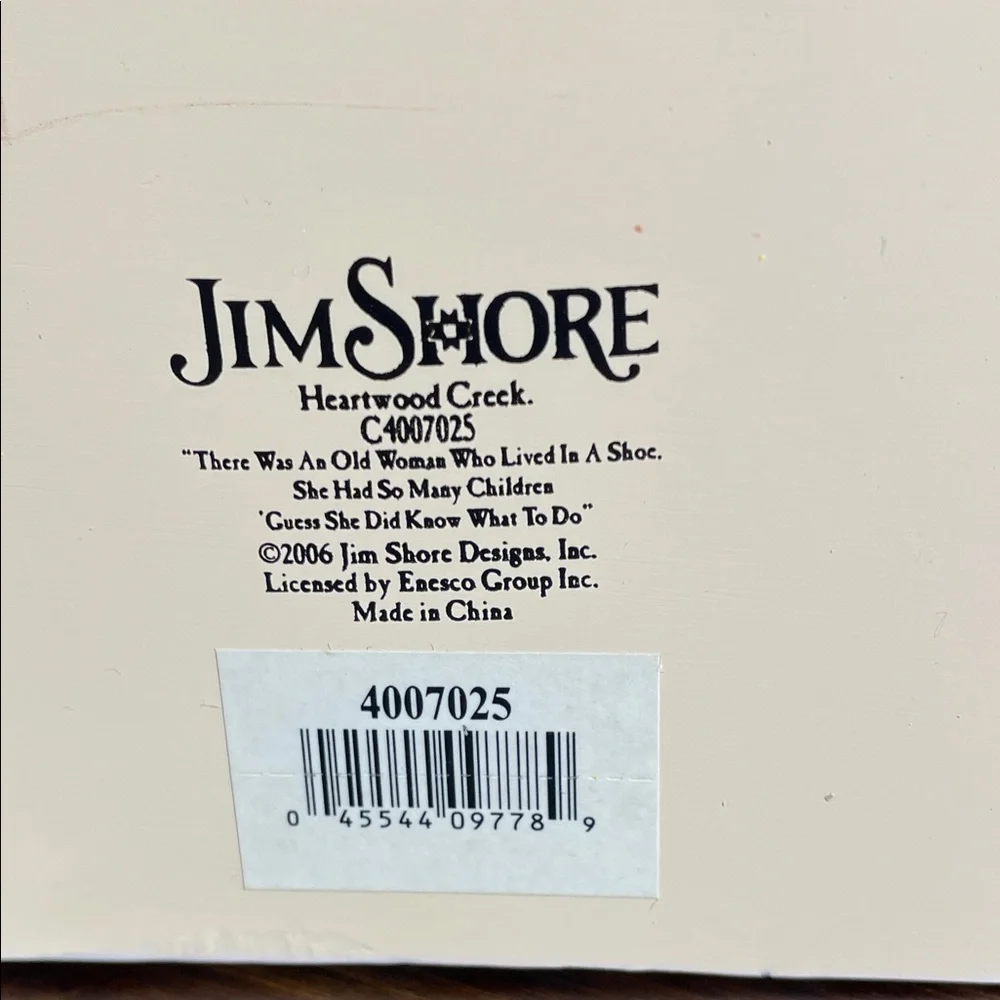 JIM SHORE
Heartwood Creek.
C4007025
"There Was An Old Woman Who Lived In A Shoe.
She Had So Many Children
'Guess She Did Know What To Do"
©2006 Jim Shore Designs, Inc.
Licensed by Enesco Group Inc.
Made in China
4007025
0 45544 09778 9